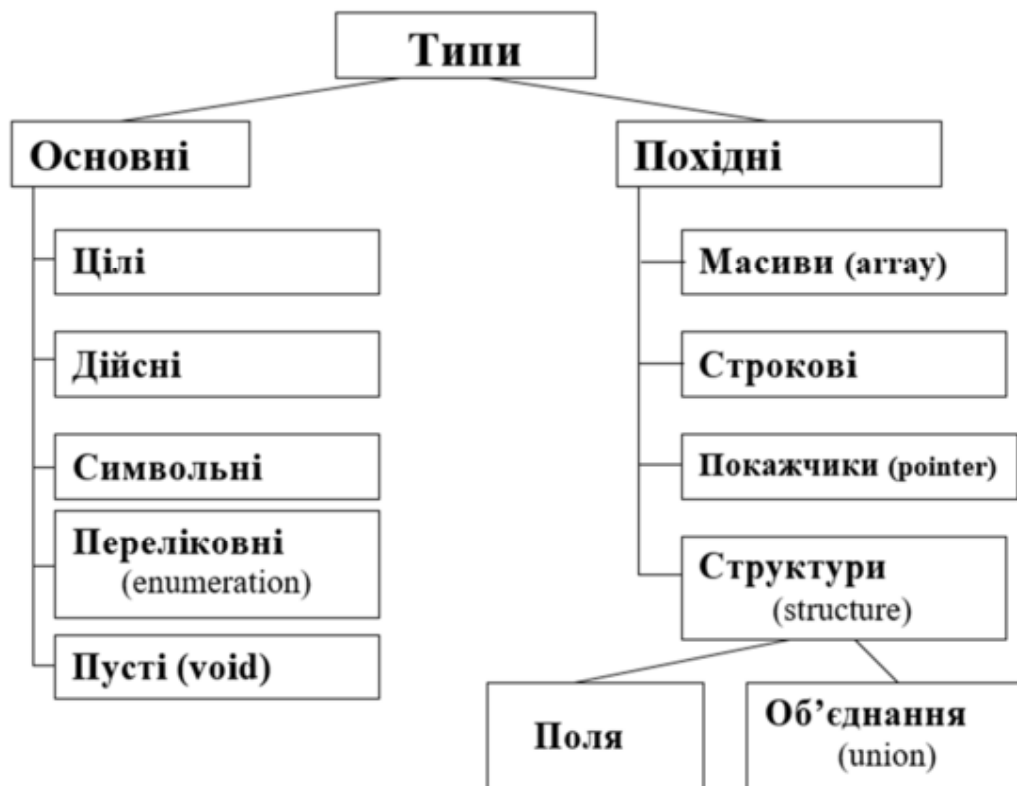 Типи
Основні
Похідні
Цілі
Масиви (array)
Дійсні
Строкові
Символьні
Покажчики (pointer)
Переліковні
(enumeration)
Структури
(structure)
Пусті (void)
Поля
Об’єднання
(union)